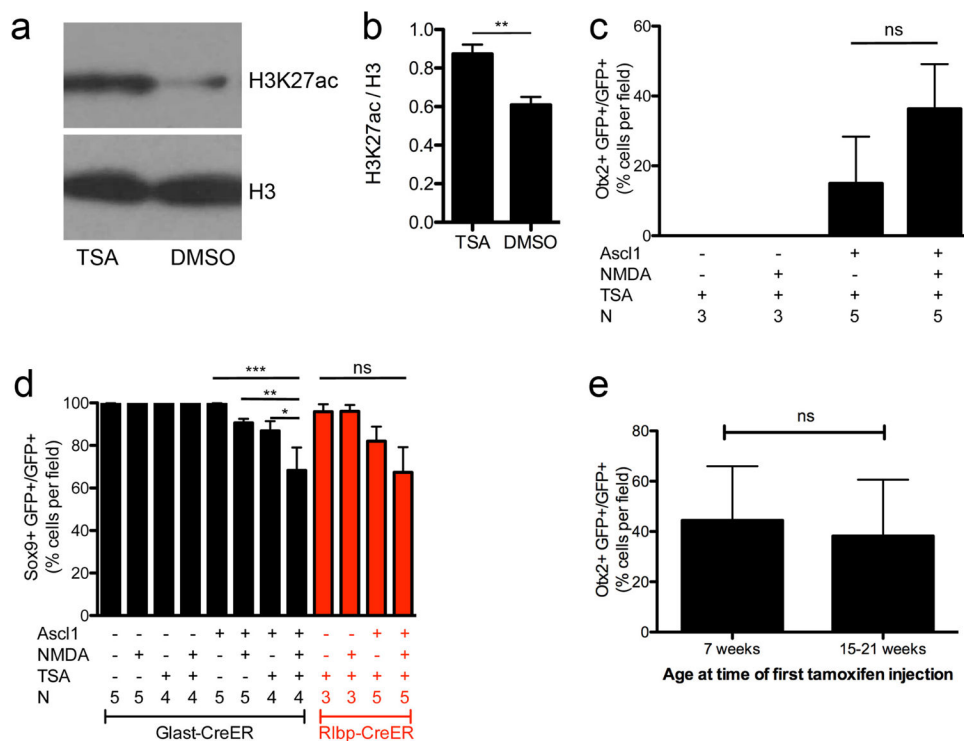 a
H3K27ac
H3
TSA DMSO
b
H3K27ac / H3
1.0
0.8
0.6
0.4
0.2
0.0
**
TSA DMSO
c
Otx2+ GFP+/GFP+
(% cells per field)
60
40
20
0
ns
Ascl1 - - + +
NMDA - + - +
TSA + + + +
N 3 3 5 5
d
Sox9+ GFP+/GFP+
(% cells per field)
100
80
60
40
20
0
***
**
*
ns
Ascl1 - - - - + + + + - - + +
NMDA - + - + - + - + - + - +
TSA - - + + - - + + + + + +
N 5 5 4 4 5 5 4 4 3 3 5 5
Glast-CreER Rlbp-CreER
e
Otx2+ GFP+/GFP+
(% cells per field)
80
60
40
20
0
ns
7 weeks 15-21 weeks
Age at time of first tamoxifen injection